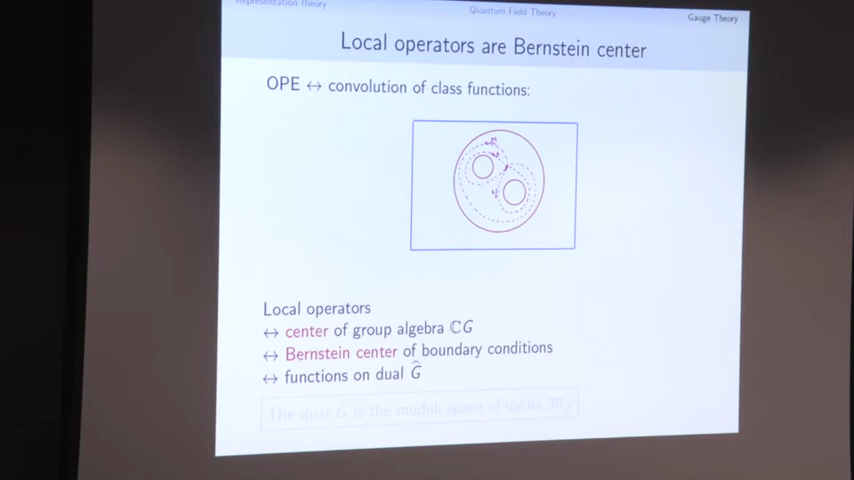 Representation theory
Quantum Field Theory
Gauge Theory
Local operators are Bernstein center
OPE ↔ convolution of class functions:
Local operators
↔ center of group algebra ℂG
↔ Bernstein center of boundary conditions
↔ functions on dual Ĝ
The dual Ĝ is the moduli space of vacua 𝔐